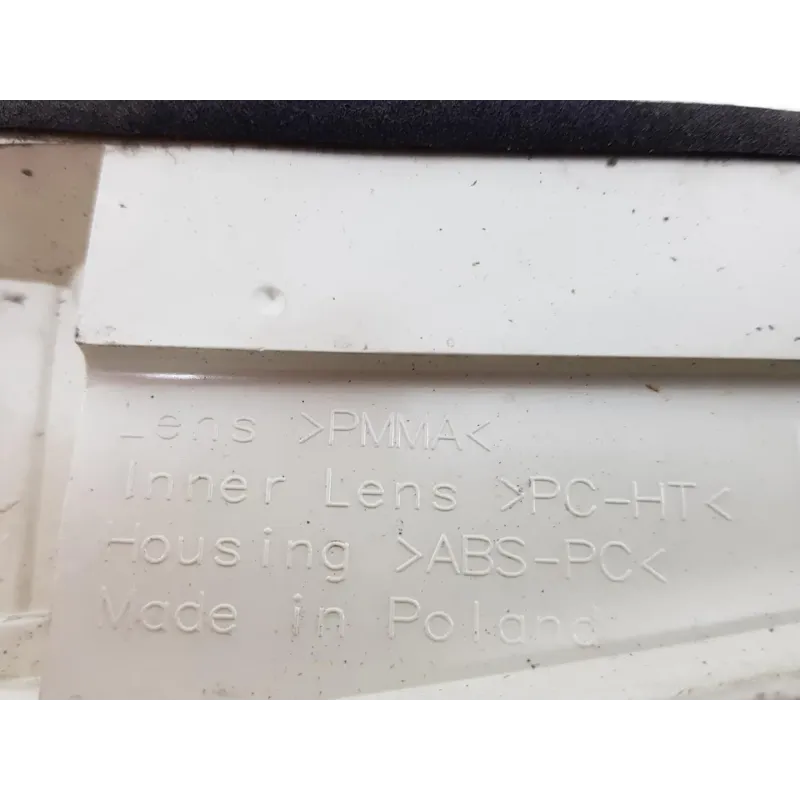 Lens >PMMA<
Inner Lens >PC-HT<
Housing >ABS-PC<
Made in Poland